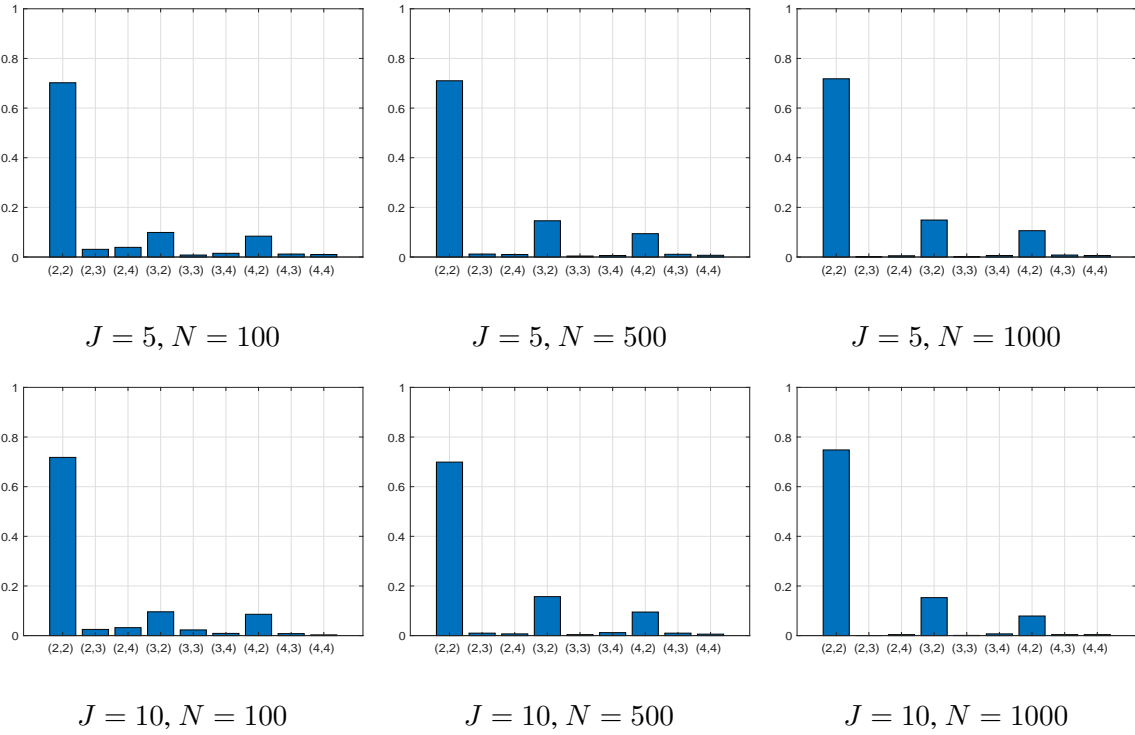 1 1 1
0.8 0.8 0.8
0.6 0.6 0.6
0.4 0.4 0.4
0.2 0.2 0.2
0 0 0
(2,2) (2,3) (2,4) (3,2) (3,3) (3,4) (4,2) (4,3) (4,4) (2,2) (2,3) (2,4) (3,2) (3,3) (3,4) (4,2) (4,3) (4,4) (2,2) (2,3) (2,4) (3,2) (3,3) (3,4) (4,2) (4,3) (4,4)
J = 5, N = 100 J = 5, N = 500 J = 5, N = 1000
1 1 1
0.8 0.8 0.8
0.6 0.6 0.6
0.4 0.4 0.4
0.2 0.2 0.2
0 0 0
(2,2) (2,3) (2,4) (3,2) (3,3) (3,4) (4,2) (4,3) (4,4) (2,2) (2,3) (2,4) (3,2) (3,3) (3,4) (4,2) (4,3) (4,4) (2,2) (2,3) (2,4) (3,2) (3,3) (3,4) (4,2) (4,3) (4,4)
J = 10, N = 100 J = 10, N = 500 J = 10, N = 1000